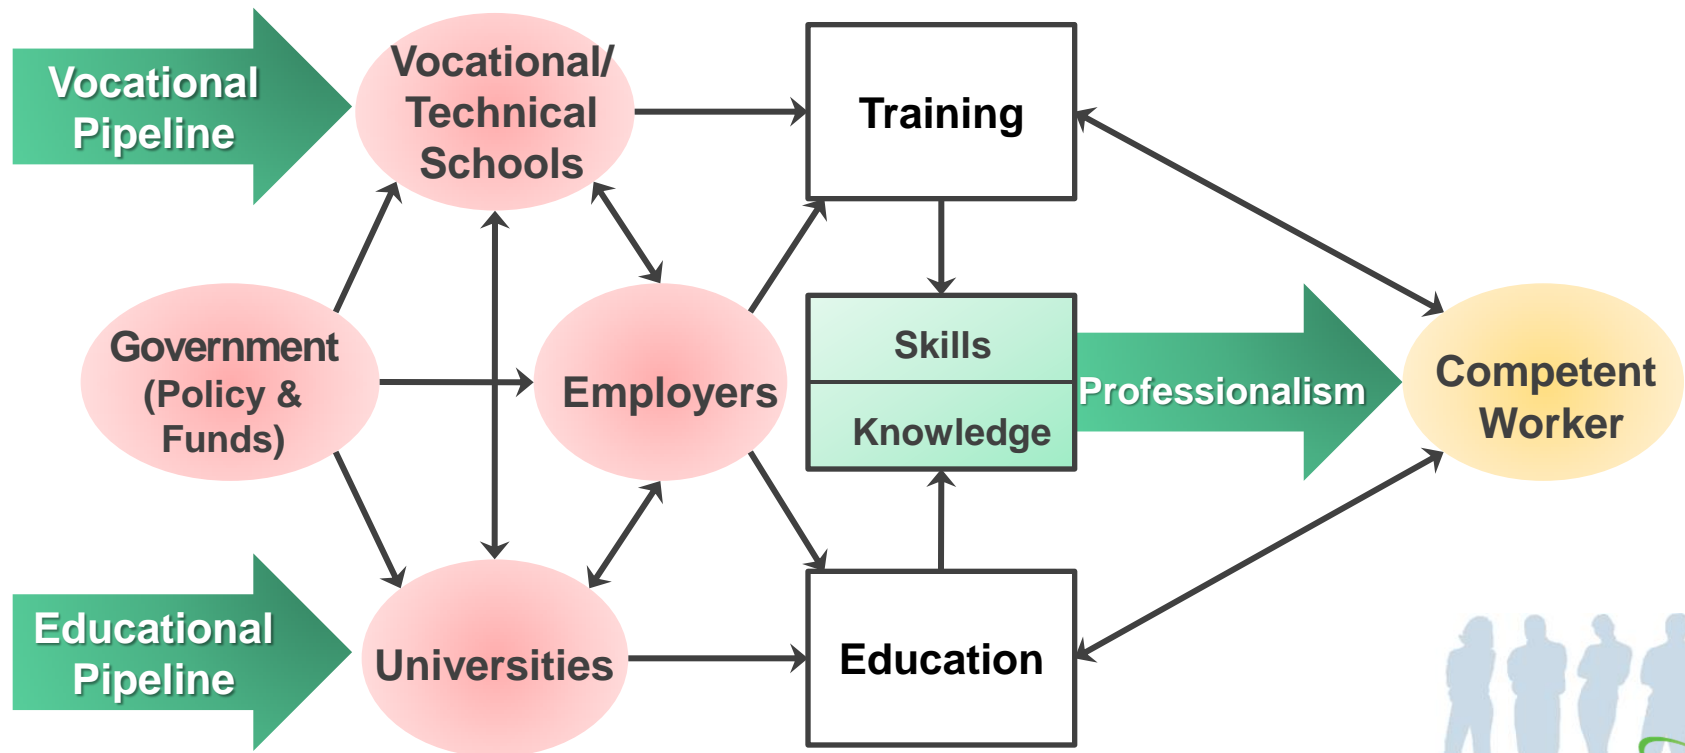 Vocational
Pipeline
Vocational/
Technical
Schools
Training
Government
(Policy &
Funds)
Employers
Skills
Knowledge
Professionalism
Competent
Worker
Educational
Pipeline
Universities
Education